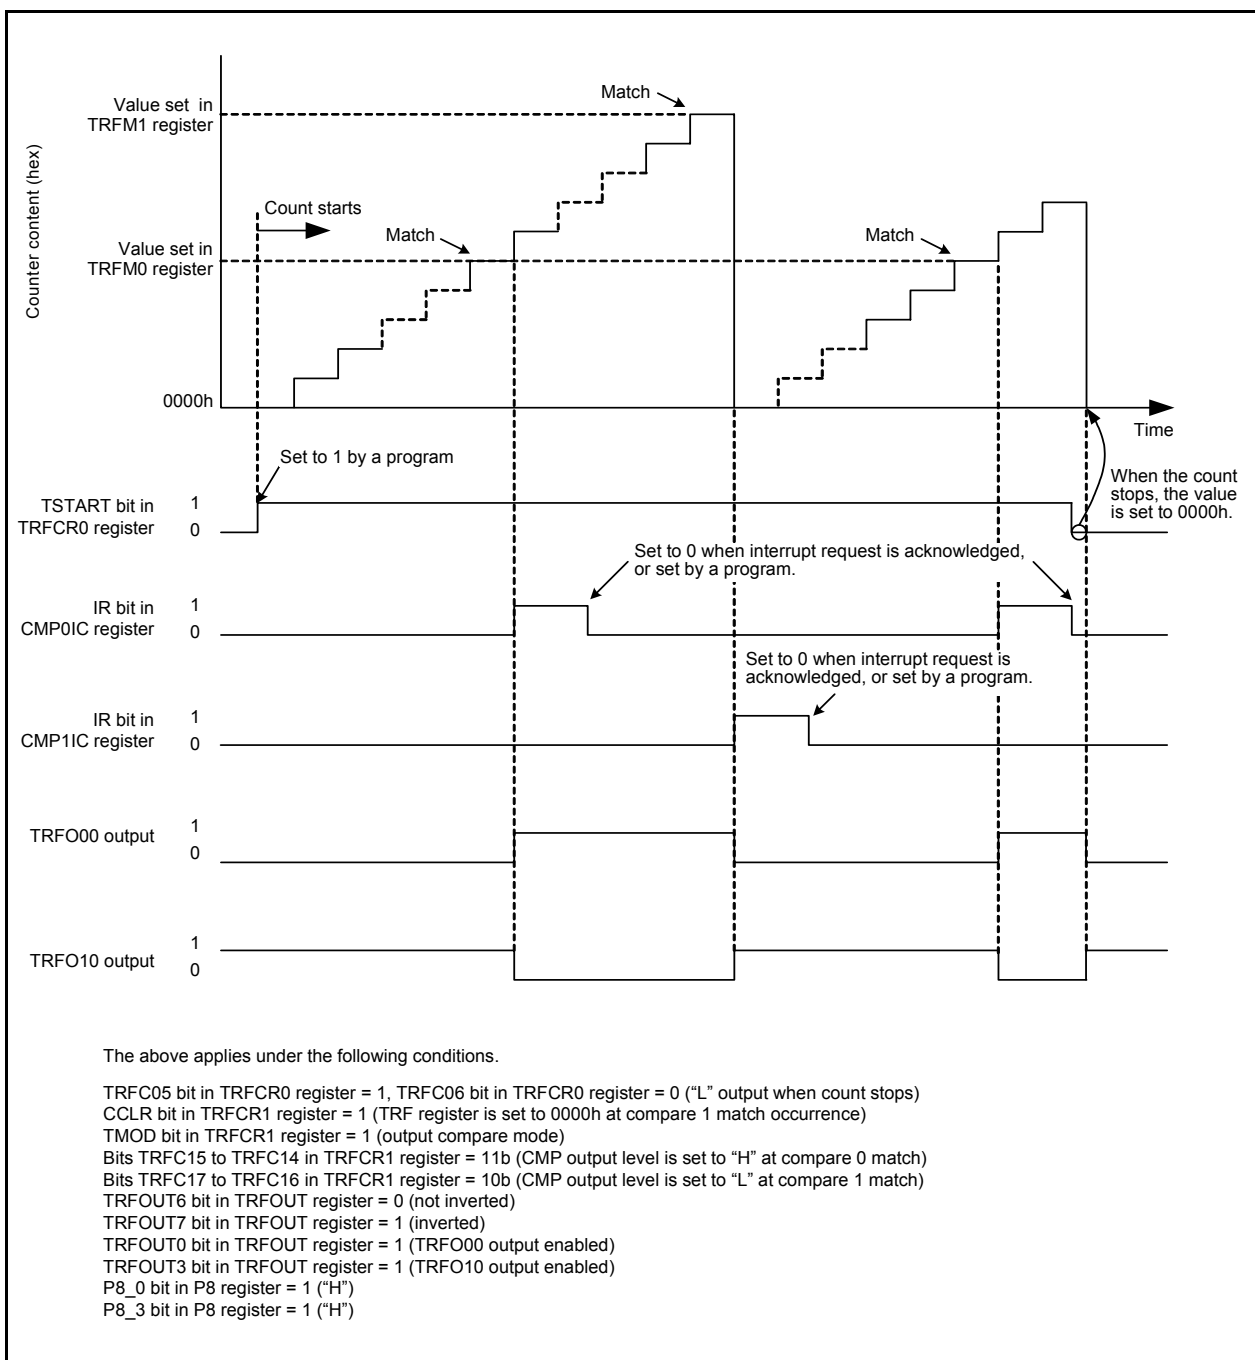 Counter content (hex)
Value set in
TRFM1 register
Match
Count starts
Value set in
TRFM0 register
Match
Match
0000h
Time
Set to 1 by a program
When the count
stops, the value
is set to 0000h.
TSTART bit in
TRFCR0 register
1
0
Set to 0 when interrupt request is acknowledged,
or set by a program.
IR bit in
CMP0IC register
1
0
Set to 0 when interrupt request is
acknowledged, or set by a program.
IR bit in
CMP1IC register
1
0
TRFO00 output
1
0
TRFO10 output
1
0
The above applies under the following conditions.
TRFC05 bit in TRFCR0 register = 1, TRFC06 bit in TRFCR0 register = 0 (“L” output when count stops)
CCLR bit in TRFCR1 register = 1 (TRF register is set to 0000h at compare 1 match occurrence)
TMOD bit in TRFCR1 register = 1 (output compare mode)
Bits TRFC15 to TRFC14 in TRFCR1 register = 11b (CMP output level is set to “H” at compare 0 match)
Bits TRFC17 to TRFC16 in TRFCR1 register = 10b (CMP output level is set to “L” at compare 1 match)
TRFOUT6 bit in TRFOUT register = 0 (not inverted)
TRFOUT7 bit in TRFOUT register = 1 (inverted)
TRFOUT0 bit in TRFOUT register = 1 (TRFO00 output enabled)
TRFOUT3 bit in TRFOUT register = 1 (TRFO10 output enabled)
P8_0 bit in P8 register = 1 (“H”)
P8_3 bit in P8 register = 1 (“H”)